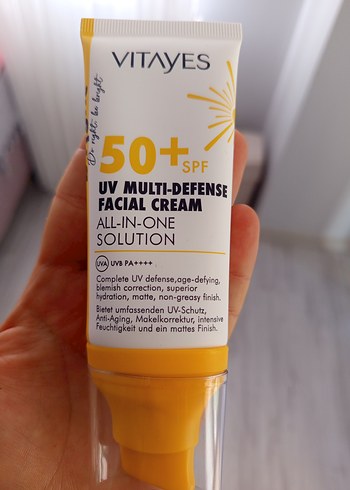 VITAYES
Do right. be bright
50+
SPF
UV MULTI-DEFENSE
FACIAL CREAM
ALL-IN-ONE
SOLUTION
UVA UVB PA++++
Complete UV defense,age-defying,
blemish correction, superior
hydration, matte, non-greasy finish.
Bietet umfassenden UV-Schutz,
Anti-Aging, Makelkorrektur, intensive
Feuchtigkeit und ein mattes Finish.